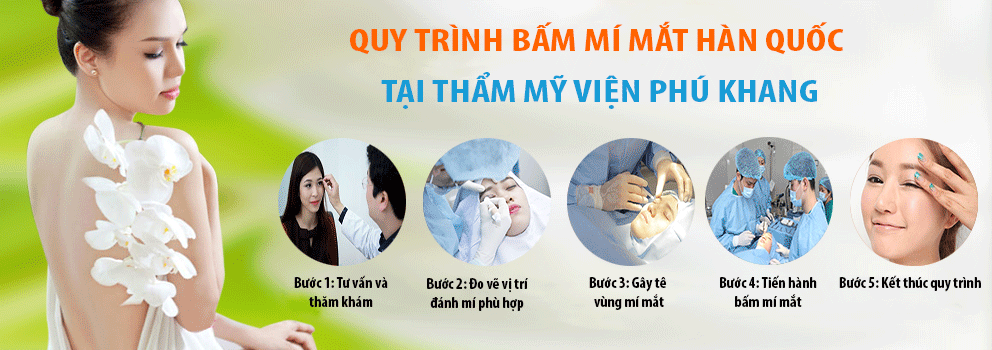 QUY TRÌNH BẤM MÍ MẮT HÀN QUỐC
TẠI THẨM MỸ VIỆN PHÚ KHANG
Bước 1: Tư vấn và
thăm khám
Bước 2: Đo vẽ vị trí
đánh mí phù hợp
Bước 3: Gây tê
vùng mí mắt
Bước 4: Tiến hành
bấm mí mắt
Bước 5: Kết thúc quy trình